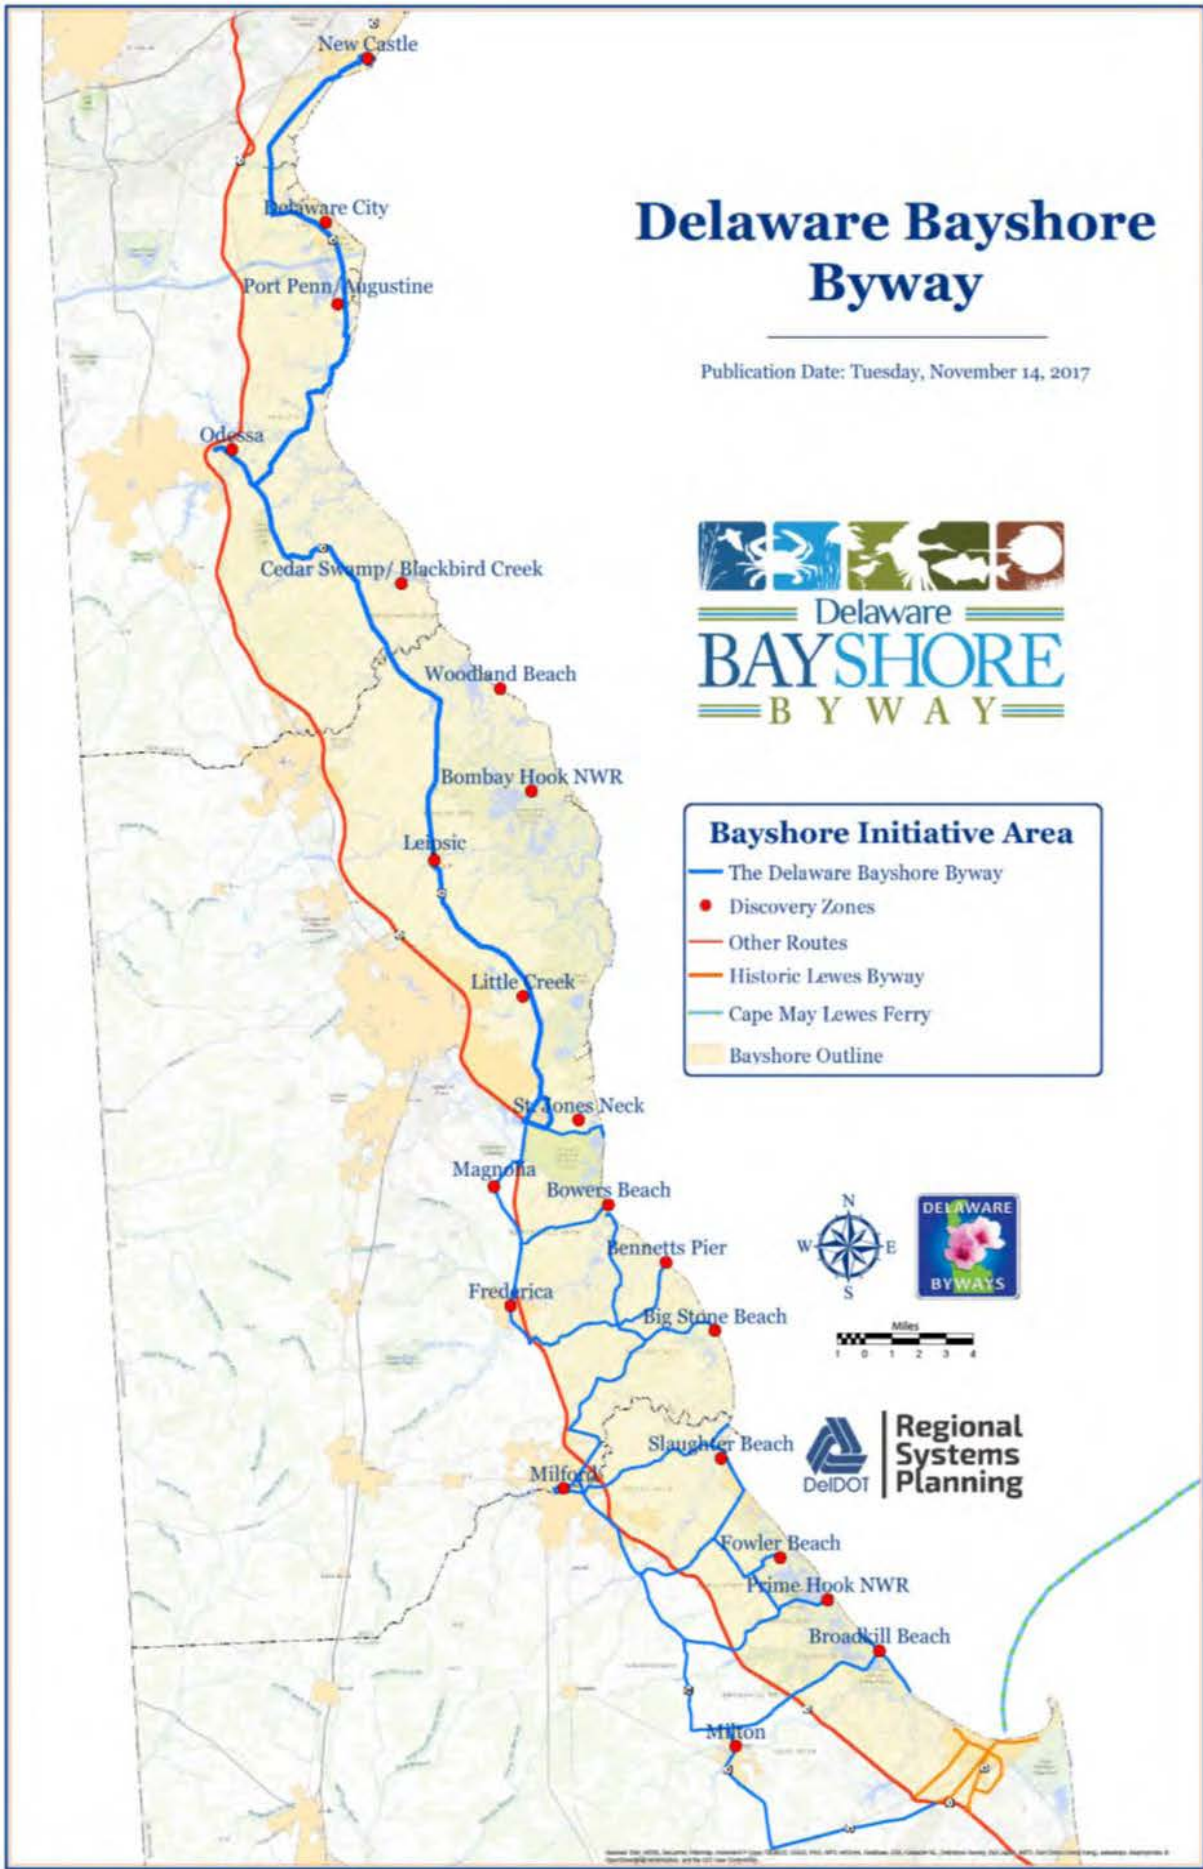 New Castle
Delaware City
Port Penn/Augustine
Odessa
Cedar Swamp/ Blackbird Creek
Woodland Beach
Bombay Hook NWR
Leipsic
Little Creek
St. Jones Neck
Magnolia
Bowers Beach
Bennetts Pier
Frederica
Big Stone Beach
Slaughter Beach
Milford
Fowler Beach
Prime Hook NWR
Broadkill Beach
Milton
Delaware Bayshore
Byway
Publication Date: Tuesday, November 14, 2017
Delaware
BAYSHORE
BYWAY
Bayshore Initiative Area
The Delaware Bayshore Byway
Discovery Zones
Other Routes
Historic Lewes Byway
Cape May Lewes Ferry
Bayshore Outline
N
W E
S
DELAWARE
BYWAYS
Miles
1 0 1 2 3 4
DelDOT
Regional
Systems
Planning